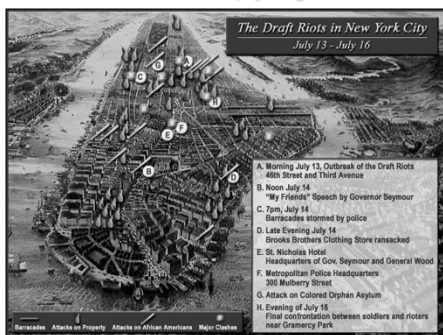 The Draft Riots in New York City
July 13 - July 16
G
A
C
H
F
E
B
D
A. Morning July 13, Outbreak of the Draft Riots
46th Street and Third Avenue
B. Noon July 14
"My Friends" Speech by Governor Seymour
C. 7pm, July 14
Barracades stormed by police
D. Late Evening July 14
Brooks Brothers Clothing Store ransacked
E. St. Nicholas Hotel
Headquarters of Gov. Seymour and General Wood
F. Metropolitan Police Headquarters
300 Mulberry Street
G. Attack on Colored Orphan Asylum
H. Evening of July 16
Final confrontation between soldiers and rioters
near Gramercy Park
Barracades
Attacks on Property
Attacks on African Americans
Major Clashes